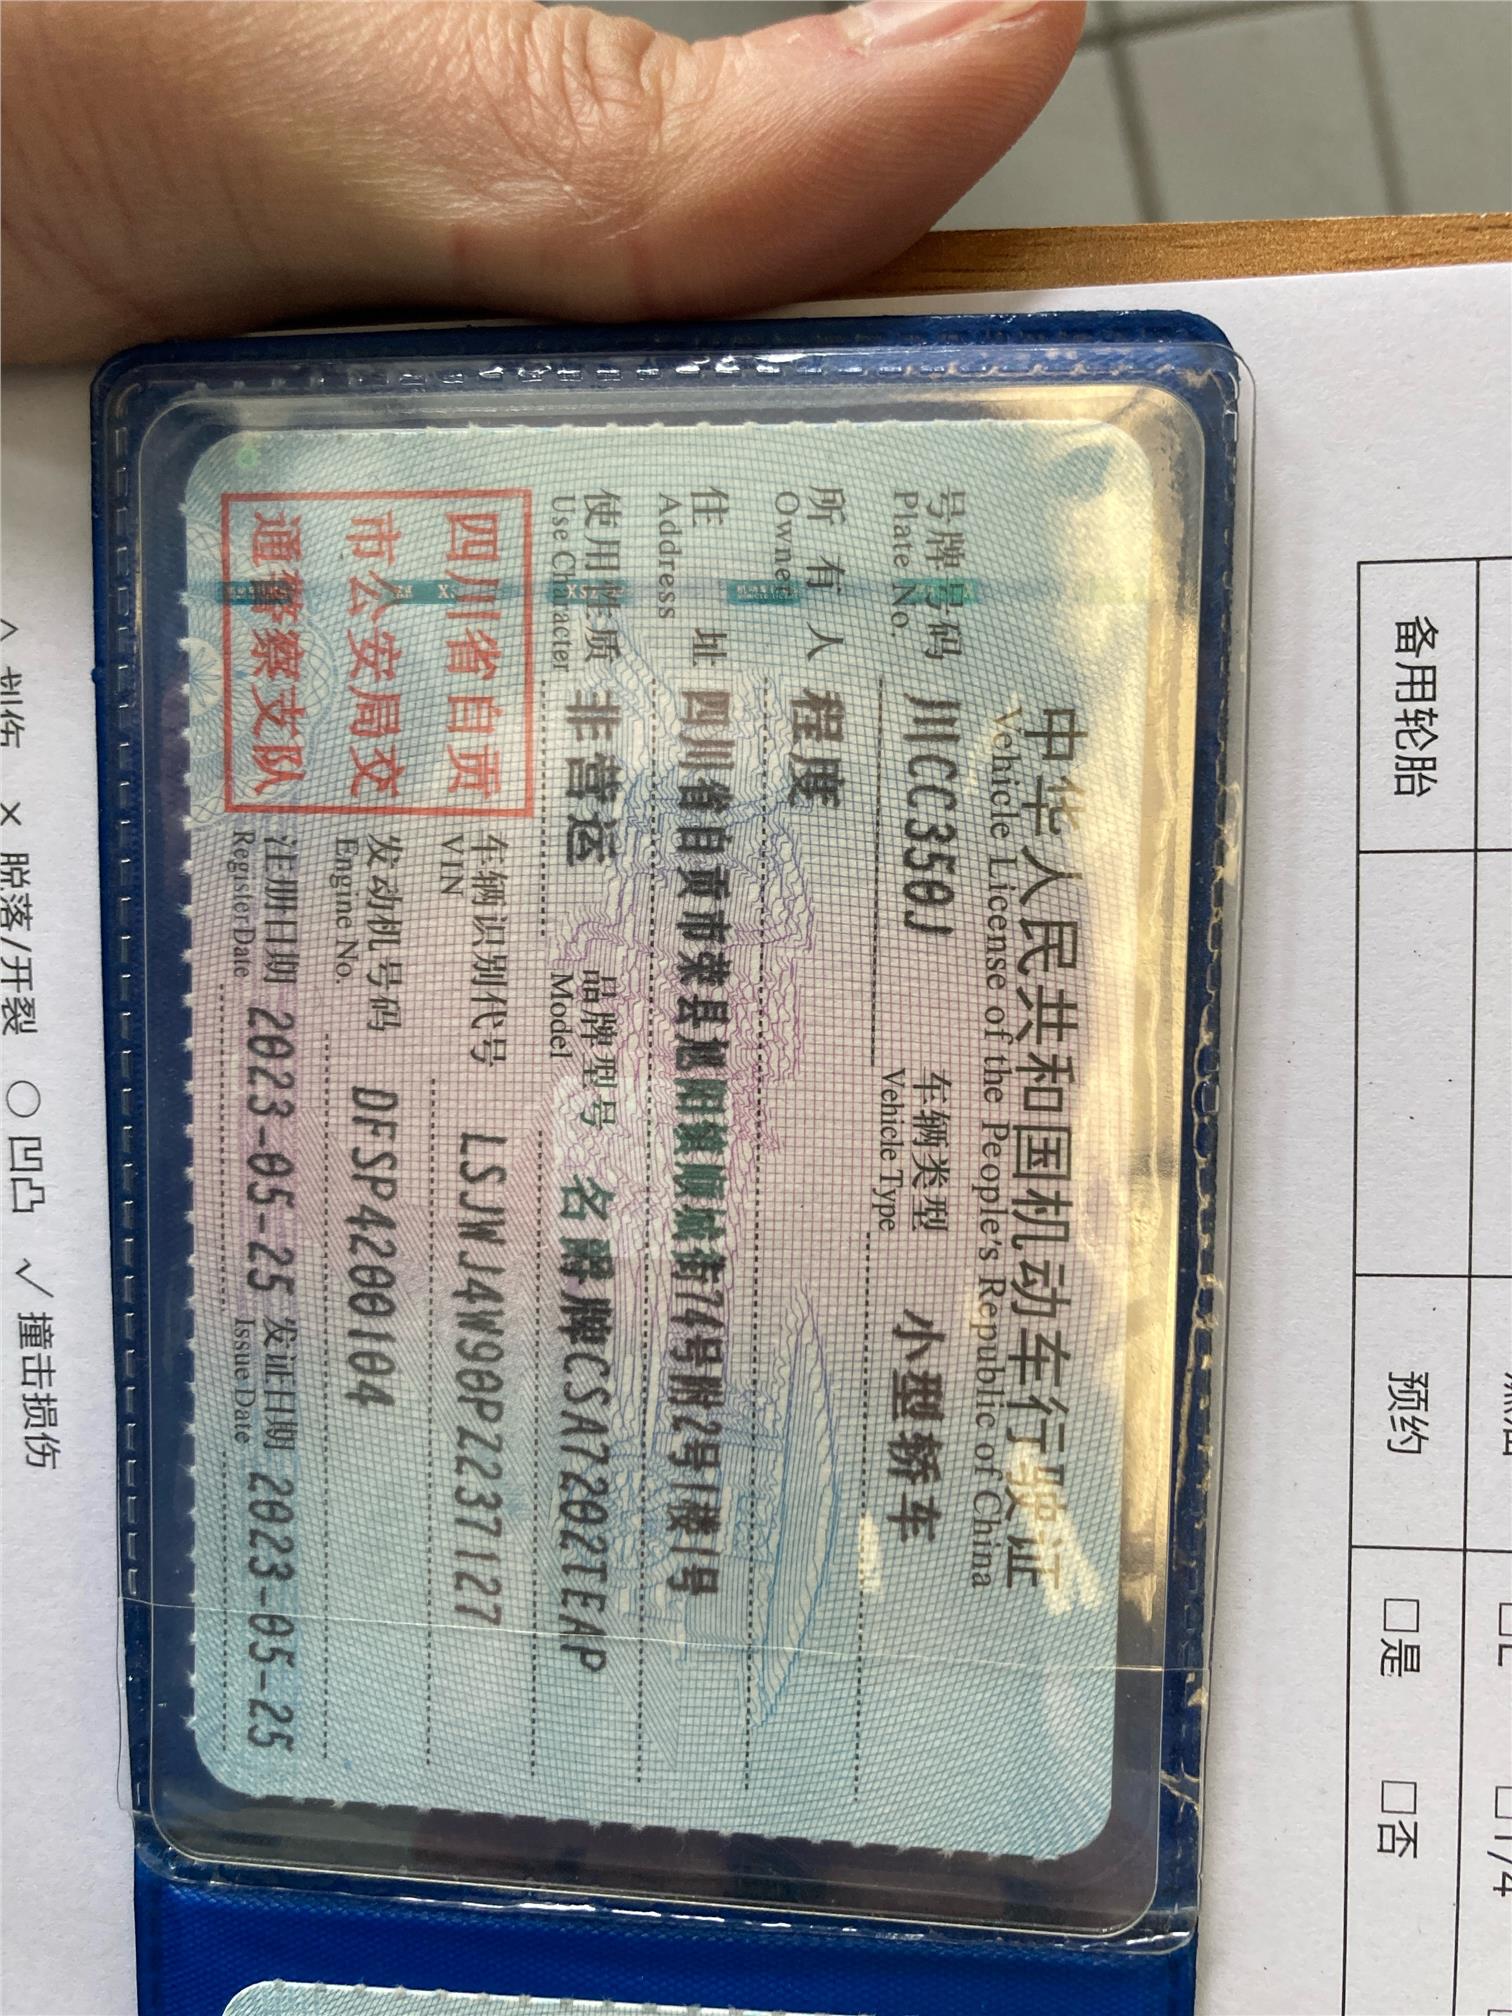 中华人民共和国机动车行驶证
Vehicle License of the People's Republic of China
号牌号码 川CC350J 车辆类型 小型轿车
Plate No. Vehicle Type
所有人 程度
Owner
住址 四川省自贡市荣县旭阳镇顺城街74号附2号1楼1号
Address
使用性质 非营运 品牌型号 名爵牌CSA7202TEAP
Use Character Model
四川省自贡
市公安局交
通警察支队
车辆识别代号 LSJWJ4W90PZ237127
VIN
发动机号码 DFSP4200104
Engine No.
注册日期 2023-05-25 发证日期 2023-05-25
Register Date Issue Date
备用轮胎 预约 □是 □否
划伤 × 脱落/开裂 ○ 凹凸 ✓ 撞击损伤